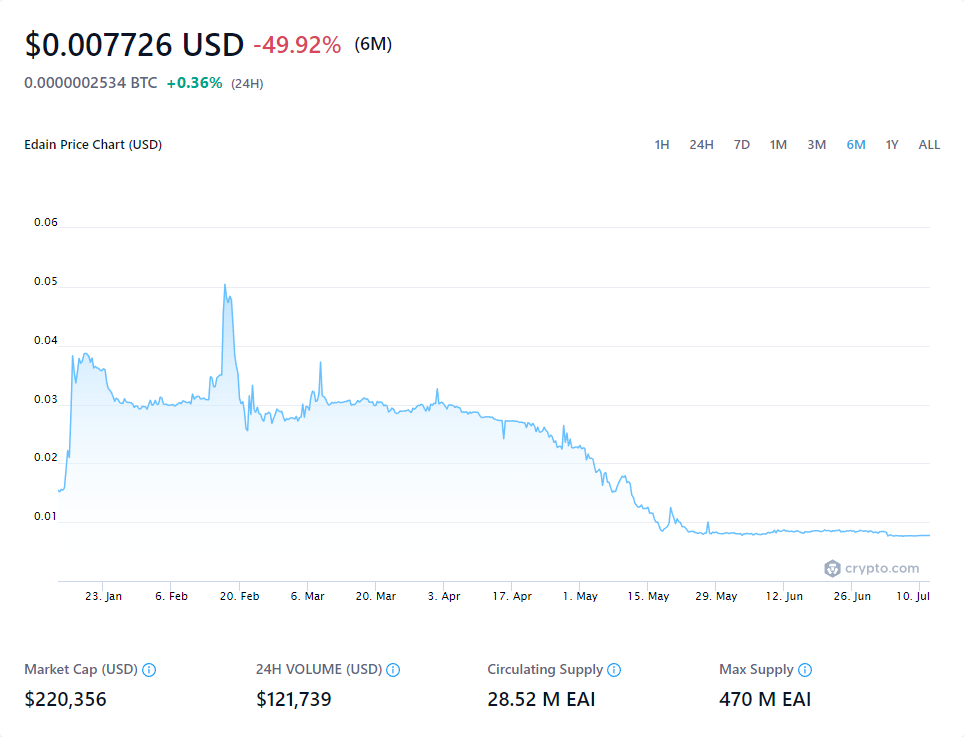 $0.007726 USD -49.92% (6M)
0.0000002534 BTC +0.36% (24H)
Edain Price Chart (USD) 1H 24H 7D 1M 3M 6M 1Y ALL
0.06
0.05
0.04
0.03
0.02
0.01
crypto.com
23. Jan 6. Feb 20. Feb 6. Mar 20. Mar 3. Apr 17. Apr 1. May 15. May 29. May 12. Jun 26. Jun 10. Jul
Market Cap (USD) 24H VOLUME (USD) Circulating Supply Max Supply
$220,356 $121,739 28.52 M EAI 470 M EAI